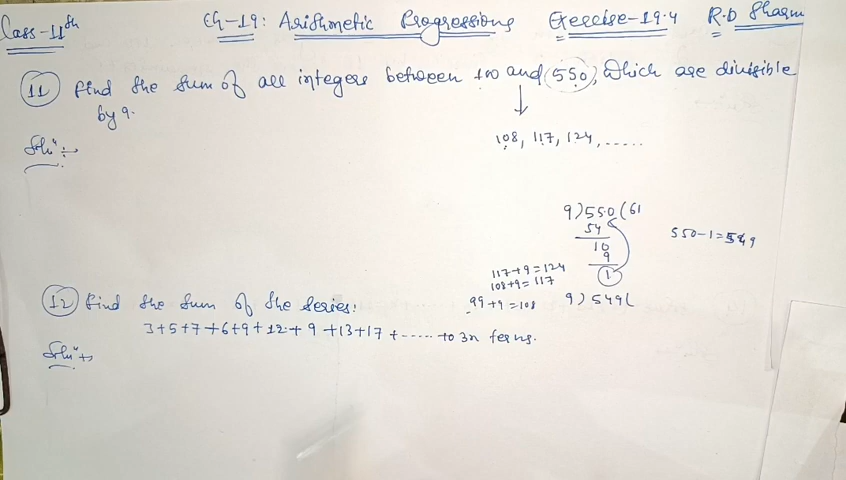 Class-11th Ch-19: Arithmetic Progressions Exercise-19.4 R.D Sharm
(11) Find the sum of all integers between 100 and 550, which are divisible
by 9.
Soln:-
108, 117, 124, .....
9)550(61
54
10
9
1
550-1=549
117+9=124
108+9=117
99+9=108
9)549(
(12) Find the sum of the series:
3+5+7+6+9+12+9+13+17+.....to 3n terms.
Soln:-